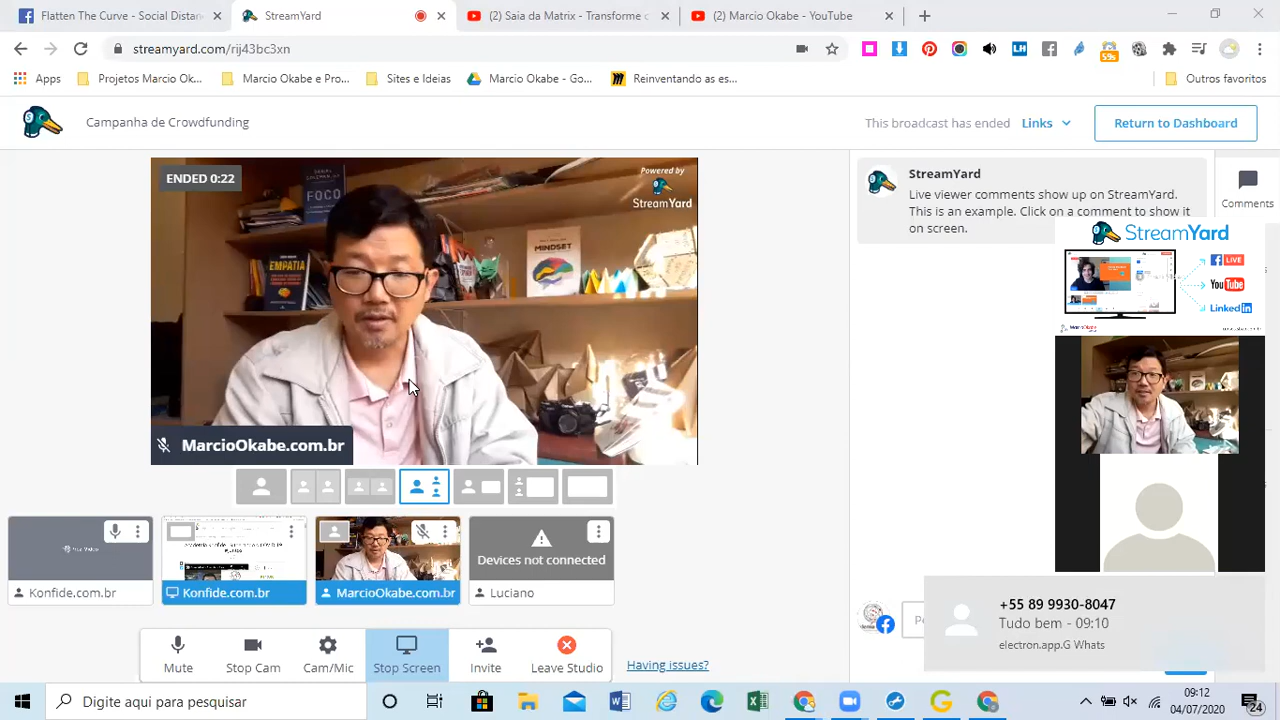 Flatten The Curve - Social Distan
StreamYard
(2) Saia da Matrix - Transforme c
(2) Marcio Okabe - YouTube
streamyard.com/rij43bc3xn
59s
Apps
Projetos Marcio Ok...
Marcio Okabe e Pro...
Sites e Ideias
Marcio Okabe - Go...
Reinventando as es...
Outros favoritos
Campanha de Crowdfunding
This broadcast has ended
Links
Return to Dashboard
ENDED 0:22
Powered by
StreamYard
FOCO
EMPATIA
MINDSET
MarcioOkabe.com.br
StreamYard
Live viewer comments show up on StreamYard.
This is an example. Click on a comment to show it
on screen.
Comments
StreamYard
LIVE
YouTube
Linkedin
Konfide.com.br
Konfide.com.br
MarcioOkabe.com.br
Devices not connected
Luciano
Mute
Stop Cam
Cam/Mic
Stop Screen
Invite
Leave Studio
Having issues?
+55 89 9930-8047
Tudo bem - 09:10
electron.app.G Whats
Digite aqui para pesquisar
09:12
04/07/2020
24